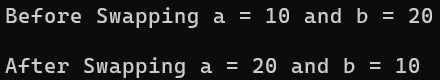 Before Swapping a = 10 and b = 20
After Swapping a = 20 and b = 10